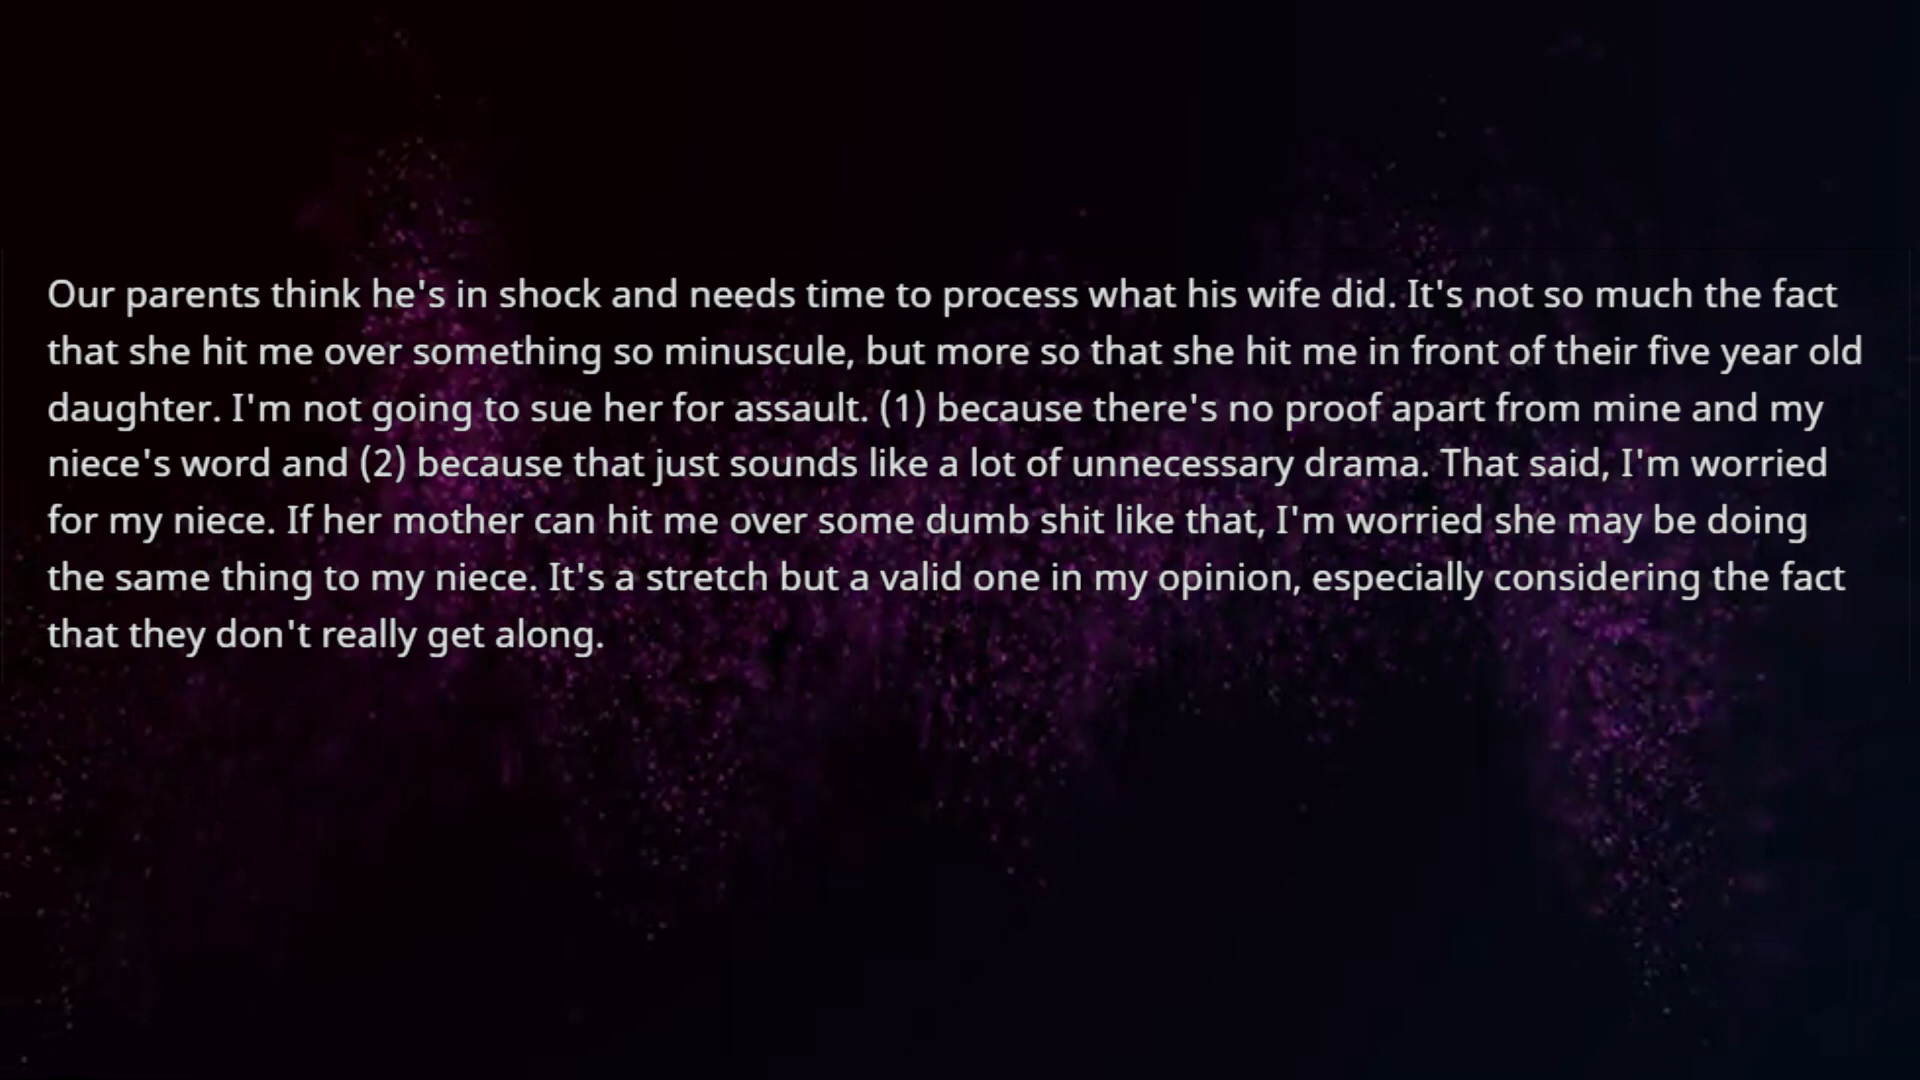 Our parents think he's in shock and needs time to process what his wife did. It's not so much the fact
that she hit me over something so minuscule, but more so that she hit me in front of their five year old
daughter. I'm not going to sue her for assault. (1) because there's no proof apart from mine and my
niece's word and (2) because that just sounds like a lot of unnecessary drama. That said, I'm worried
for my niece. If her mother can hit me over some dumb shit like that, I'm worried she may be doing
the same thing to my niece. It's a stretch but a valid one in my opinion, especially considering the fact
that they don't really get along.